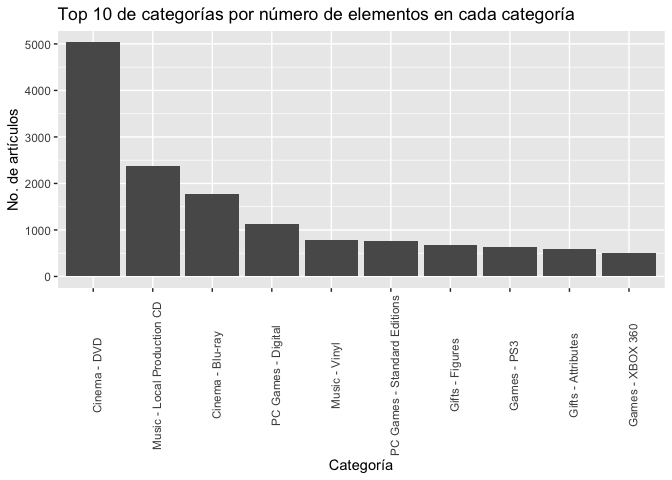 Top 10 de categorías por número de elementos en cada categoría
No. de artículos
5000
4000
3000
2000
1000
0
Cinema - DVD
Music - Local Production CD
Cinema - Blu-ray
PC Games - Digital
Music - Vinyl
PC Games - Standard Editions
Gifts - Figures
Games - PS3
Gifts - Attributes
Games - XBOX 360
Categoría